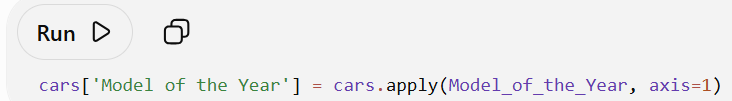 Run
cars['Model of the Year'] = cars.apply(Model_of_the_Year, axis=1)